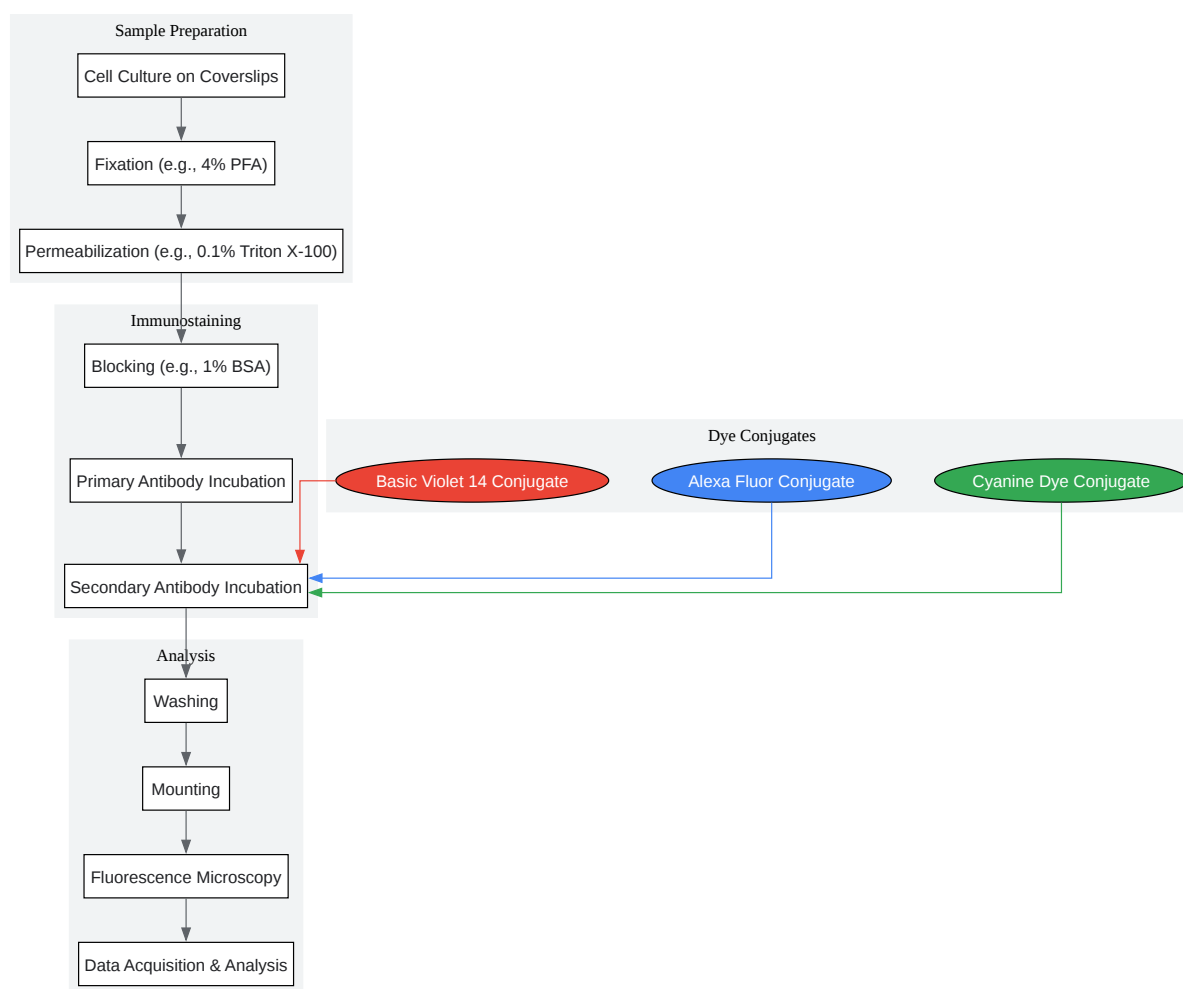 Sample Preparation
Cell Culture on Coverslips
Fixation (e.g., 4% PFA)
Permeabilization (e.g., 0.1% Triton X-100)
Immunostaining
Blocking (e.g., 1% BSA)
Primary Antibody Incubation
Secondary Antibody Incubation
Dye Conjugates
Basic Violet 14 Conjugate
Alexa Fluor Conjugate
Cyanine Dye Conjugate
Analysis
Washing
Mounting
Fluorescence Microscopy
Data Acquisition & Analysis